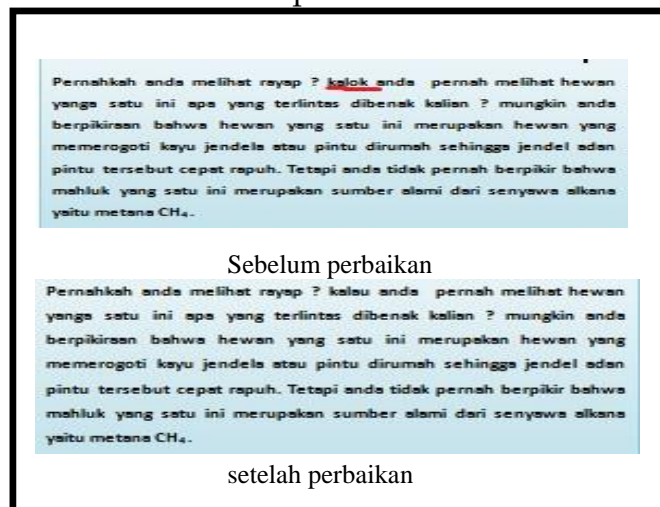 Pernahkah anda melihat rayap ? kalok anda pernah melihat hewan
yanga satu ini apa yang terlintas dibenak kalian ? mungkin anda
berpikiraan bahwa hewan yang satu ini merupakan hewan yang
memerogoti kayu jendela atau pintu dirumah sehingga jendel adan
pintu tersebut cepat rapuh. Tetapi anda tidak pernah berpikir bahwa
mahluk yang satu ini merupakan sumber alami dari senyawa alkana
yaitu metana CH₄.
Sebelum perbaikan
Pernahkah anda melihat rayap ? kalau anda pernah melihat hewan
yanga satu ini apa yang terlintas dibenak kalian ? mungkin anda
berpikiraan bahwa hewan yang satu ini merupakan hewan yang
memerogoti kayu jendela atau pintu dirumah sehingga jendel adan
pintu tersebut cepat rapuh. Tetapi anda tidak pernah berpikir bahwa
mahluk yang satu ini merupakan sumber alami dari senyawa alkana
yaitu metana CH₄.
setelah perbaikan